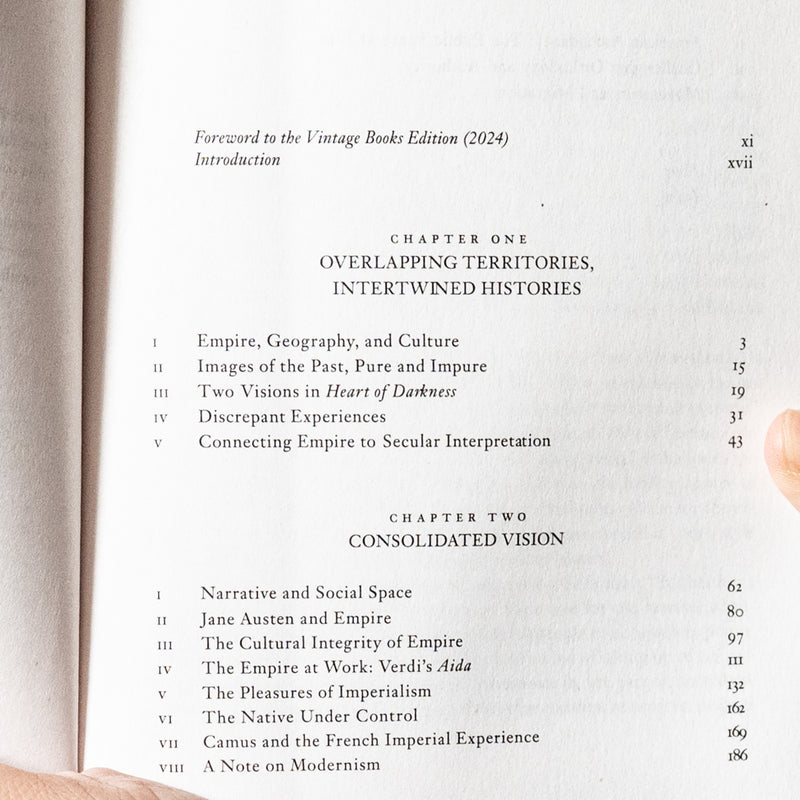 Foreword to the Vintage Books Edition (2024) xi
Introduction xvii
CHAPTER ONE
OVERLAPPING TERRITORIES,
INTERTWINED HISTORIES
I Empire, Geography, and Culture 3
II Images of the Past, Pure and Impure 15
III Two Visions in Heart of Darkness 19
IV Discrepant Experiences 31
V Connecting Empire to Secular Interpretation 43
CHAPTER TWO
CONSOLIDATED VISION
I Narrative and Social Space 62
II Jane Austen and Empire 80
III The Cultural Integrity of Empire 97
IV The Empire at Work: Verdi's Aida 111
V The Pleasures of Imperialism 132
VI The Native Under Control 162
VII Camus and the French Imperial Experience 169
VIII A Note on Modernism 186